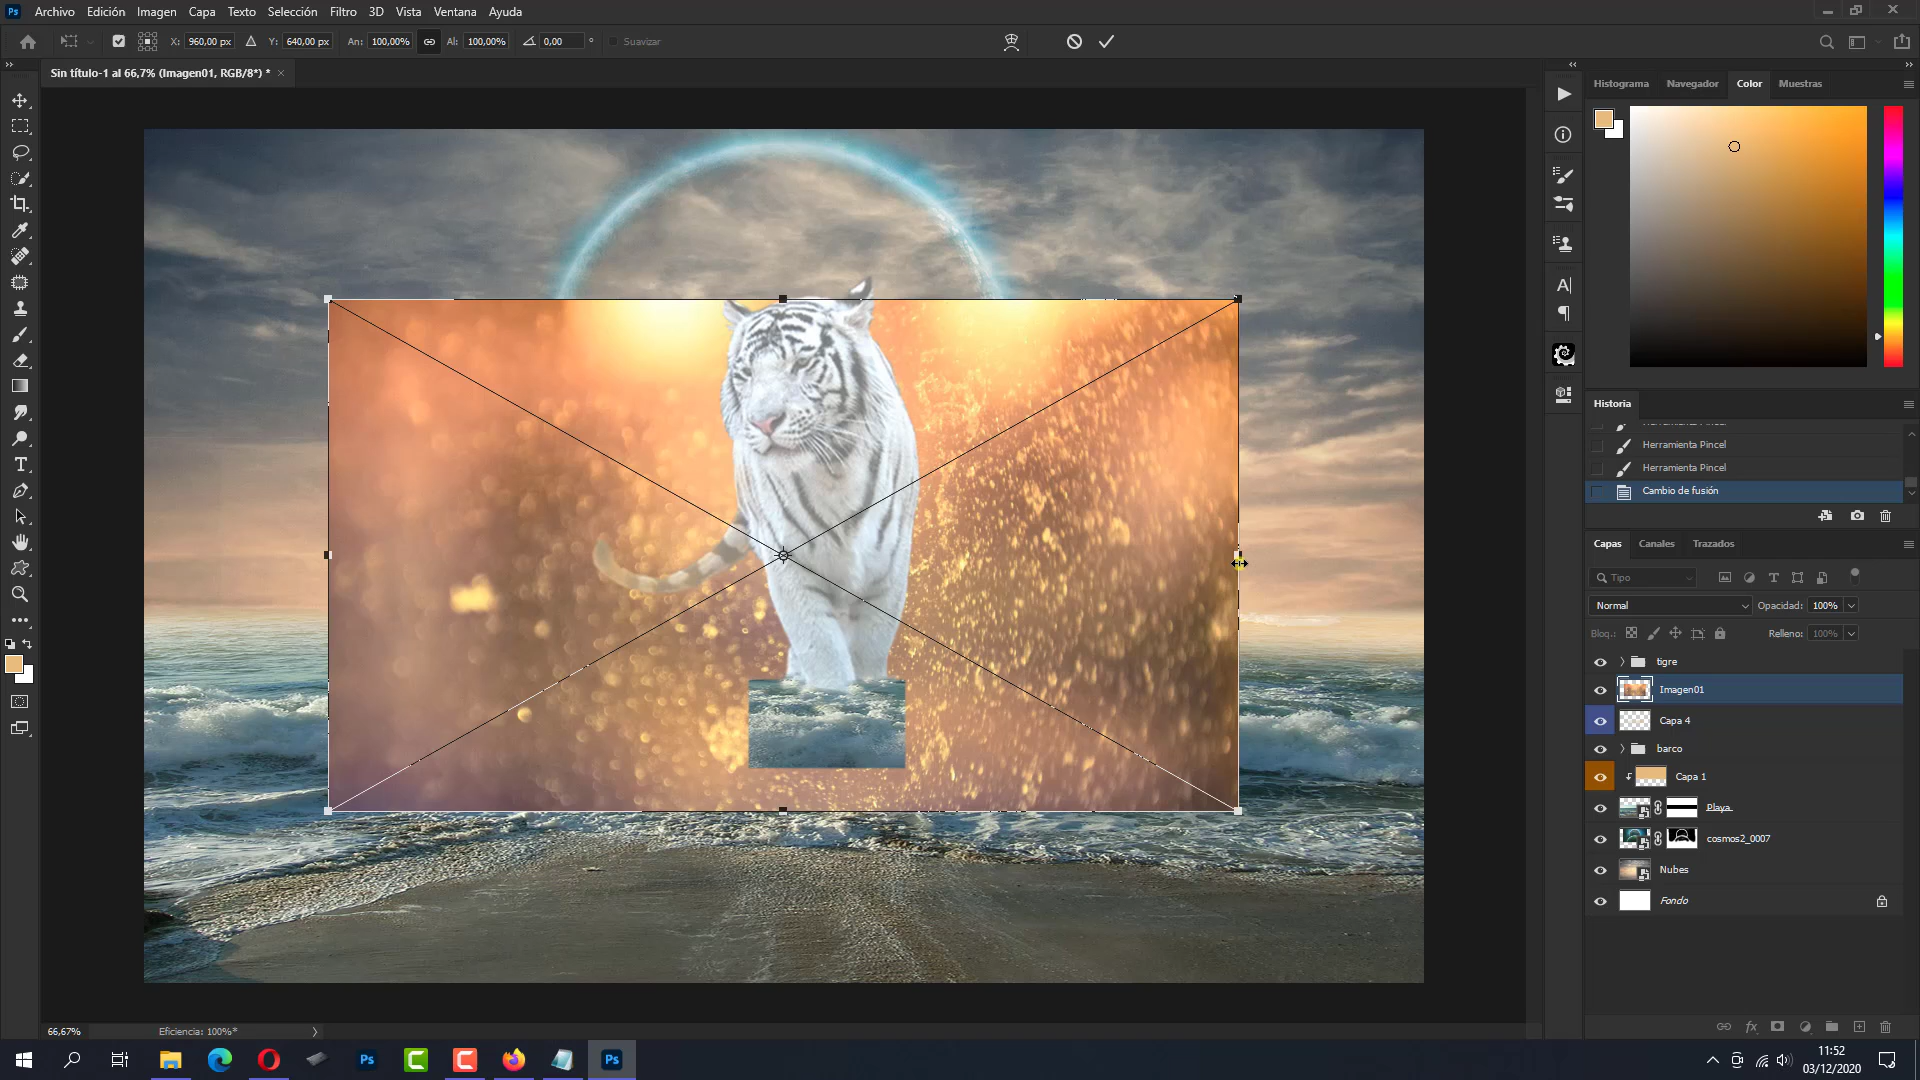 Ps Archivo Edición Imagen Capa Texto Selección Filtro 3D Vista Ventana Ayuda
X: 960,00 px Y: 640,00 px An: 100,00% Al: 100,00% 0,00 ° Suavizar
Sin título-1 al 66,7% (Imagen01, RGB/8*) * ×
Histograma Navegador Color Muestras
Historia
Herramienta Pincel
Herramienta Pincel
Herramienta Pincel
Cambio de fusión
Capas Canales Trazados
Tipo
Normal Opacidad: 100%
Bloq.: Relleno: 100%
tigre
Imagen01
Capa 4
barco
Capa 1
Playa
cosmos2_0007
Nubes
Fondo
66,67% Eficiencia: 100%*
11:52
03/12/2020